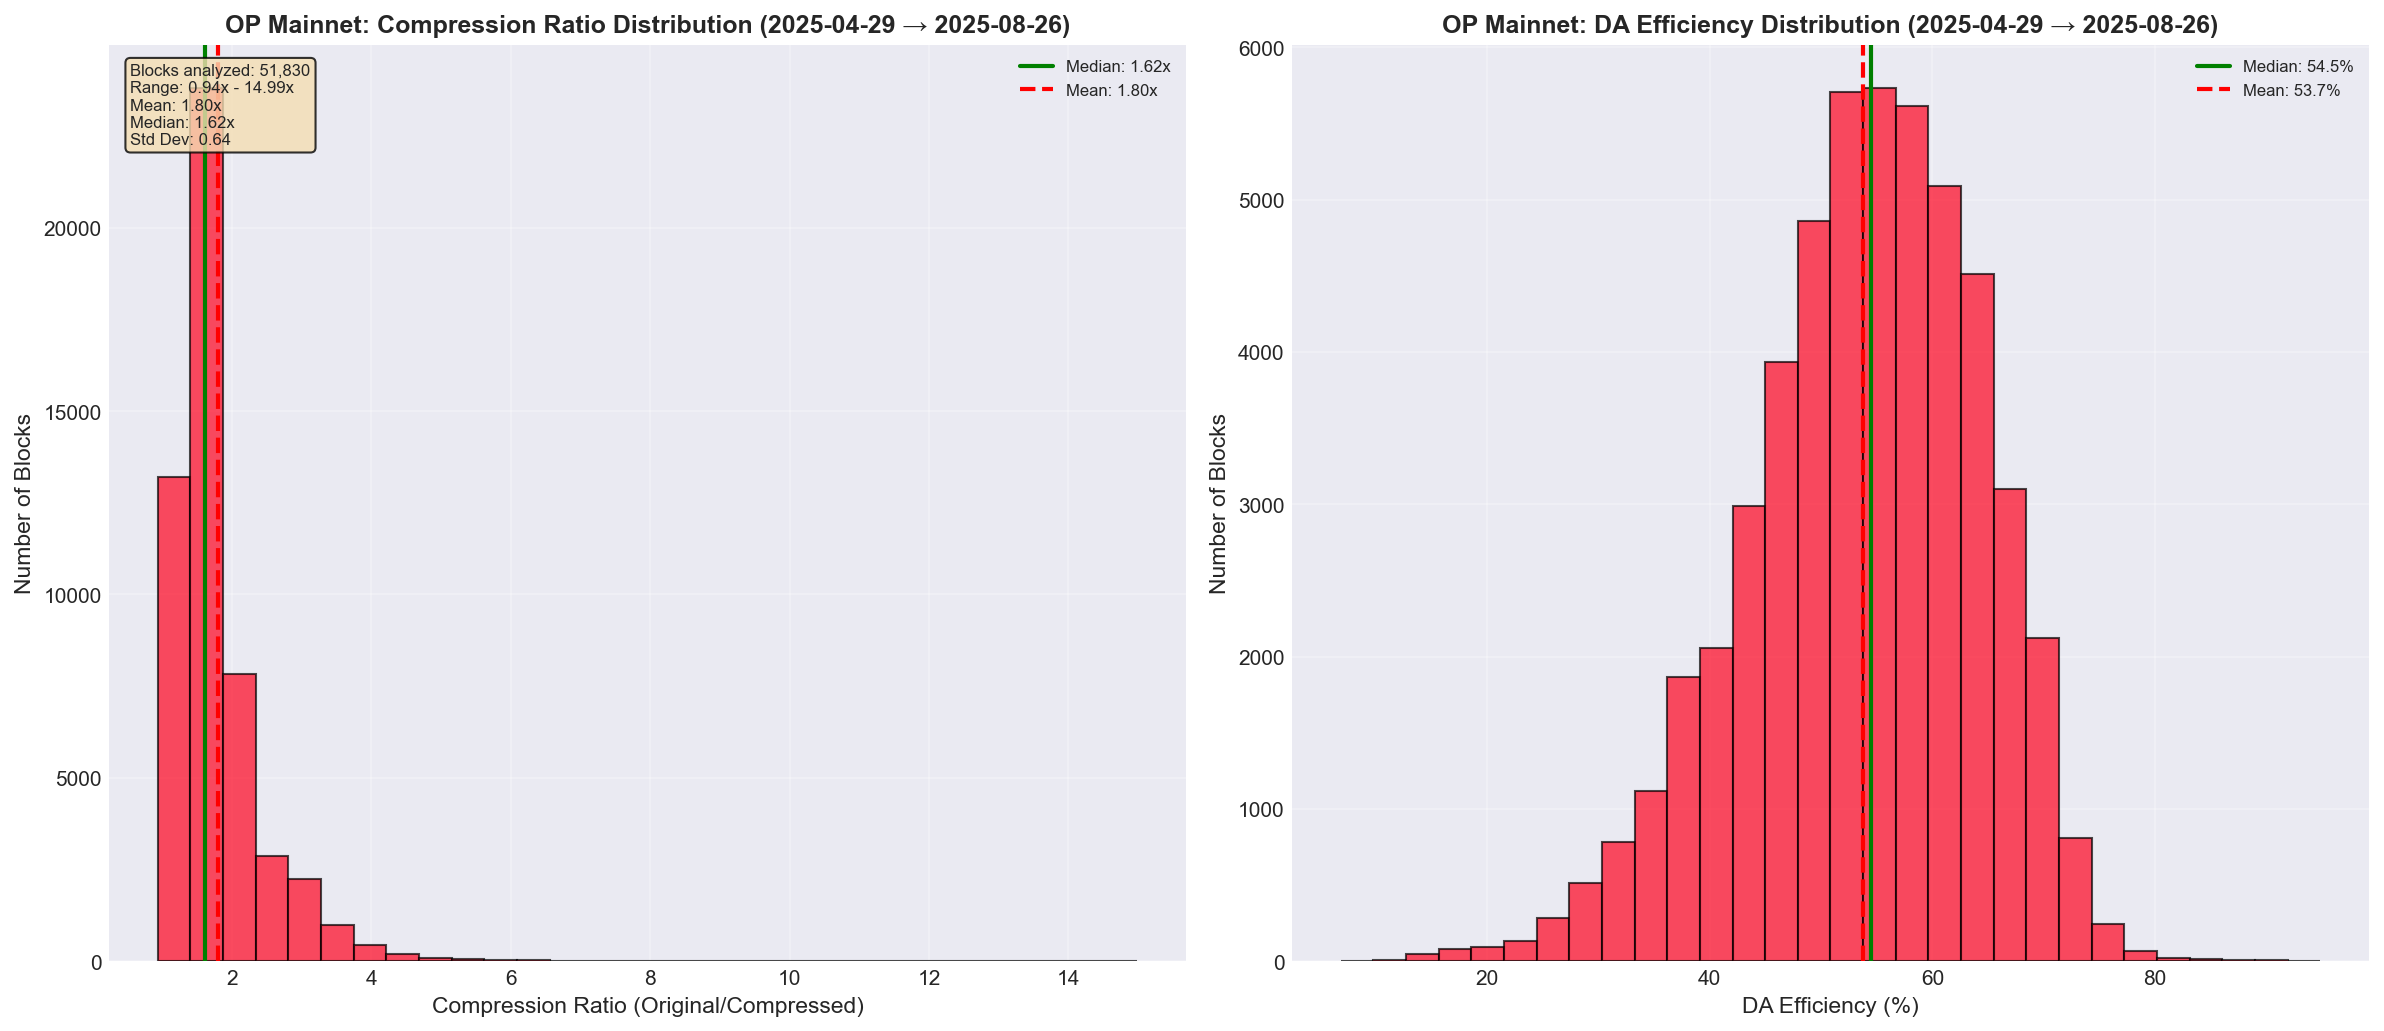 OP Mainnet: Compression Ratio Distribution (2025-04-29 → 2025-08-26)
Blocks analyzed: 51,830
Range: 0.94x - 14.99x
Mean: 1.80x
Median: 1.62x
Std Dev: 0.64
Median: 1.62x
Mean: 1.80x
Number of Blocks
20000
15000
10000
5000
0
2 4 6 8 10 12 14
Compression Ratio (Original/Compressed)
OP Mainnet: DA Efficiency Distribution (2025-04-29 → 2025-08-26)
Median: 54.5%
Mean: 53.7%
Number of Blocks
6000
5000
4000
3000
2000
1000
0
20 40 60 80
DA Efficiency (%)